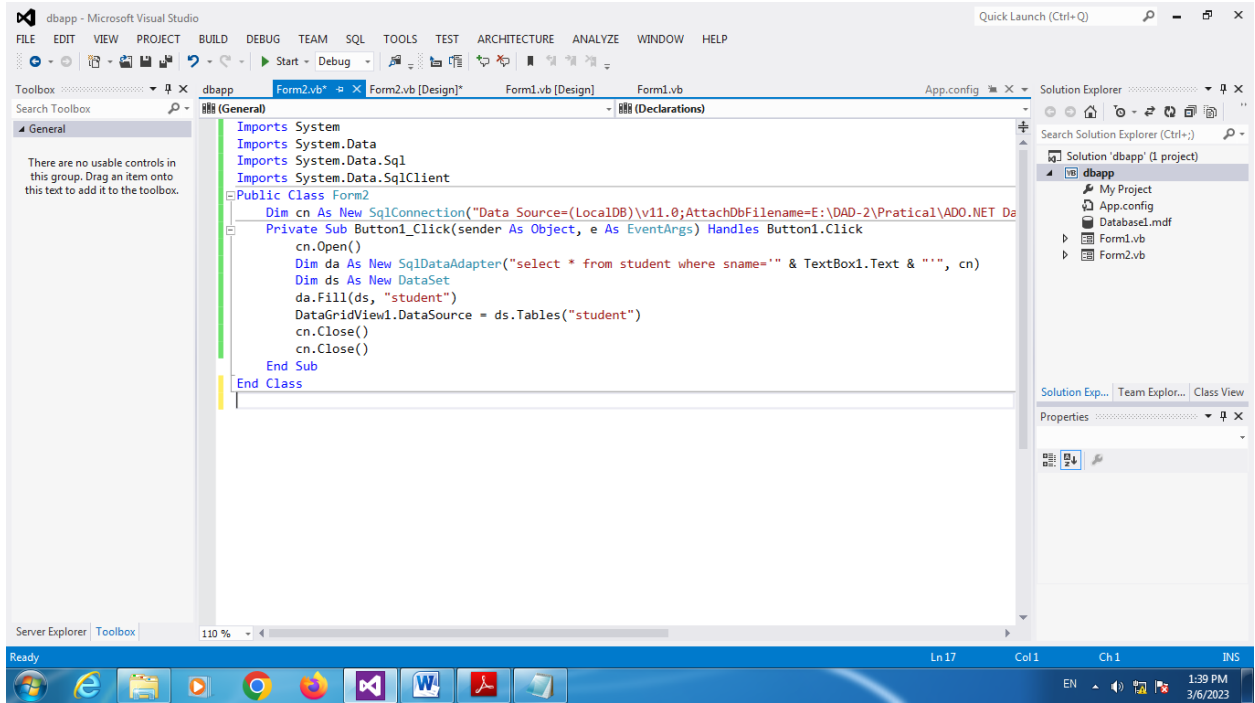 dbapp - Microsoft Visual Studio
Quick Launch (Ctrl+Q)
FILE EDIT VIEW PROJECT BUILD DEBUG TEAM SQL TOOLS TEST ARCHITECTURE ANALYZE WINDOW HELP
Start Debug
Toolbox
Search Toolbox
General
There are no usable controls in
this group. Drag an item onto
this text to add it to the toolbox.
Server Explorer Toolbox
dbapp Form2.vb* Form2.vb [Design]* Form1.vb [Design] Form1.vb App.config
(General) (Declarations)
Imports System
Imports System.Data
Imports System.Data.Sql
Imports System.Data.SqlClient
Public Class Form2
Dim cn As New SqlConnection("Data Source=(LocalDB)\v11.0;AttachDbFilename=E:\DAD-2\Pratical\ADO.NET Da
Private Sub Button1_Click(sender As Object, e As EventArgs) Handles Button1.Click
cn.Open()
Dim da As New SqlDataAdapter("select * from student where sname='" & TextBox1.Text & "'", cn)
Dim ds As New DataSet
da.Fill(ds, "student")
DataGridView1.DataSource = ds.Tables("student")
cn.Close()
cn.Close()
End Sub
End Class
110 %
Solution Explorer
Search Solution Explorer (Ctrl+;)
Solution 'dbapp' (1 project)
VB dbapp
My Project
App.config
Database1.mdf
Form1.vb
Form2.vb
Solution Exp... Team Explor... Class View
Properties
Ready Ln 17 Col 1 Ch 1 INS
EN
1:39 PM
3/6/2023